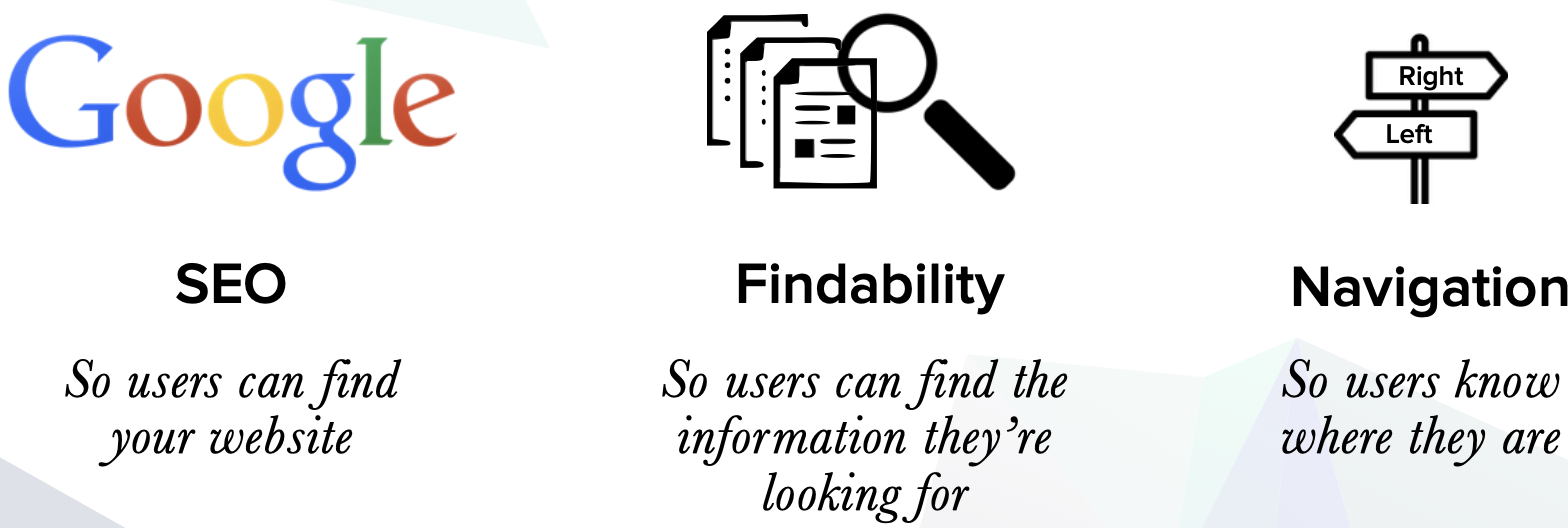 Google
Right
Left
SEO
Findability
Navigation
So users can find
your website
So users can find the
information they’re
looking for
So users know
where they are